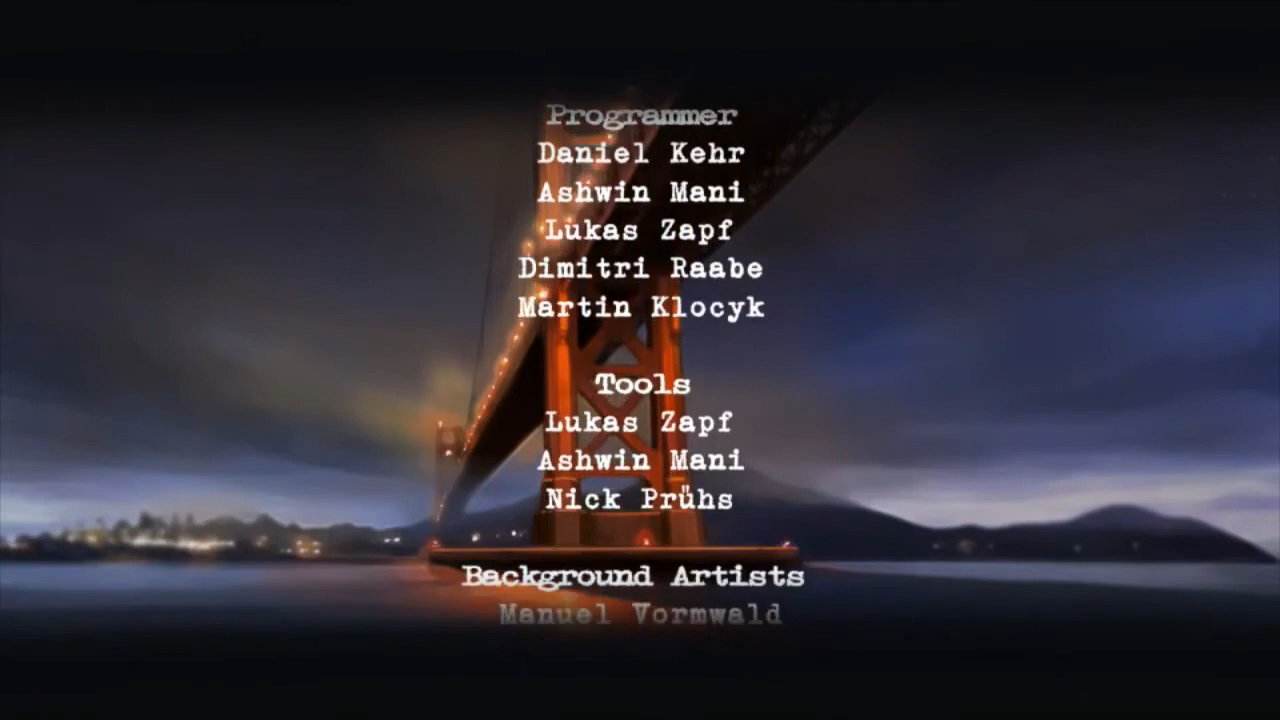 Programmer
Daniel Kehr
Ashwin Mani
Lukas Zapf
Dimitri Raabe
Martin Klocyk
Tools
Lukas Zapf
Ashwin Mani
Nick Prühs
Background Artists
Manuel Vormwald